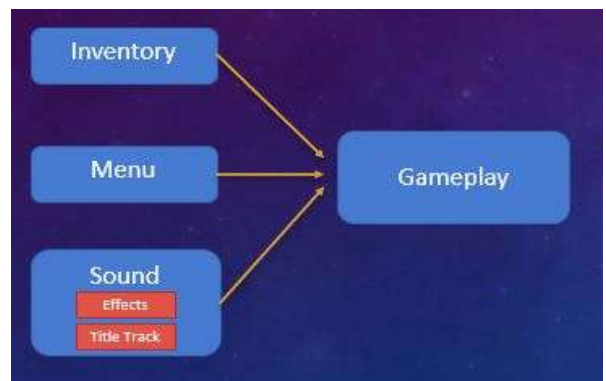 Inventory
Menu
Gameplay
Sound
Effects
Title Track